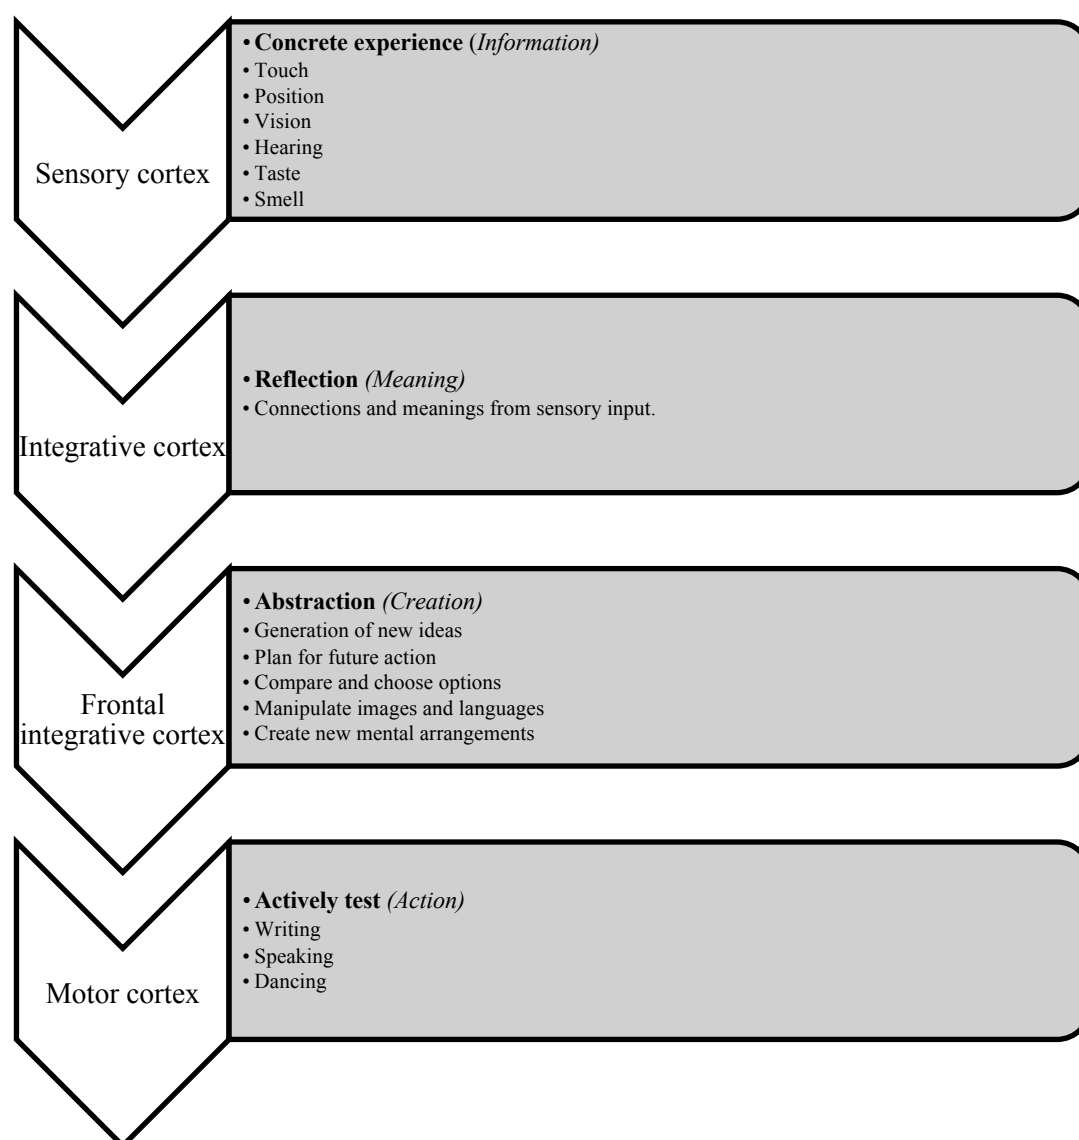 Sensory cortex
• Concrete experience (Information)
• Touch
• Position
• Vision
• Hearing
• Taste
• Smell
Integrative cortex
• Reflection (Meaning)
• Connections and meanings from sensory input.
Frontal
integrative cortex
• Abstraction (Creation)
• Generation of new ideas
• Plan for future action
• Compare and choose options
• Manipulate images and languages
• Create new mental arrangements
Motor cortex
• Actively test (Action)
• Writing
• Speaking
• Dancing